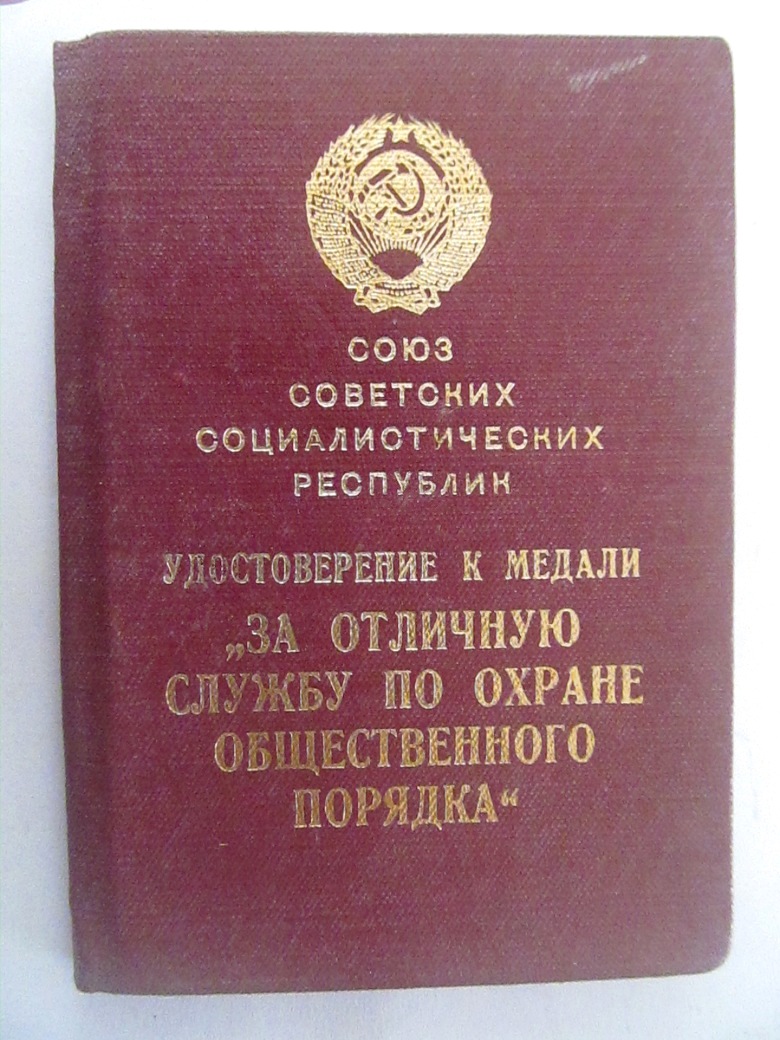 СОЮЗ
СОВЕТСКИХ
СОЦИАЛИСТИЧЕСКИХ
РЕСПУБЛИК
УДОСТОВЕРЕНИЕ К МЕДАЛИ
„ЗА ОТЛИЧНУЮ
СЛУЖБУ ПО ОХРАНЕ
ОБЩЕСТВЕННОГО
ПОРЯДКА“